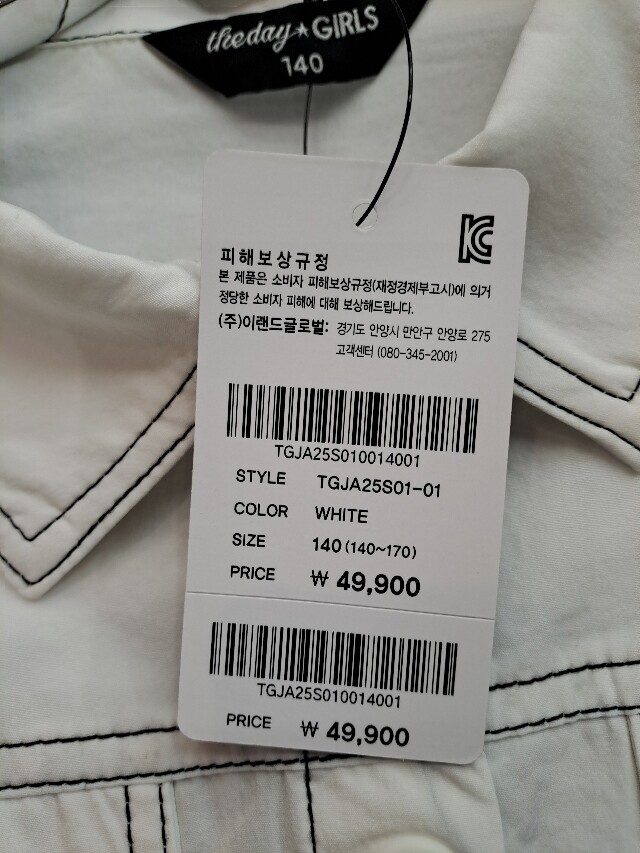 theday★GIRLS
140
KC
피해보상규정
본 제품은 소비자 피해보상규정(재정경제부고시)에 의거
정당한 소비자 피해에 대해 보상해드립니다.
(주)이랜드글로벌: 경기도 안양시 만안구 안양로 275
고객센터 (080-345-2001)
TGJA25S010014001
STYLE TGJA25S01-01
COLOR WHITE
SIZE 140 (140~170)
PRICE ₩ 49,900
TGJA25S010014001
PRICE ₩ 49,900